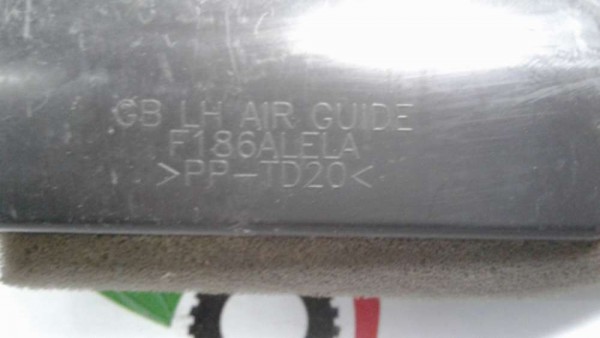 GB LH AIR GUIDE
F186ALELA
>PP-TD20<